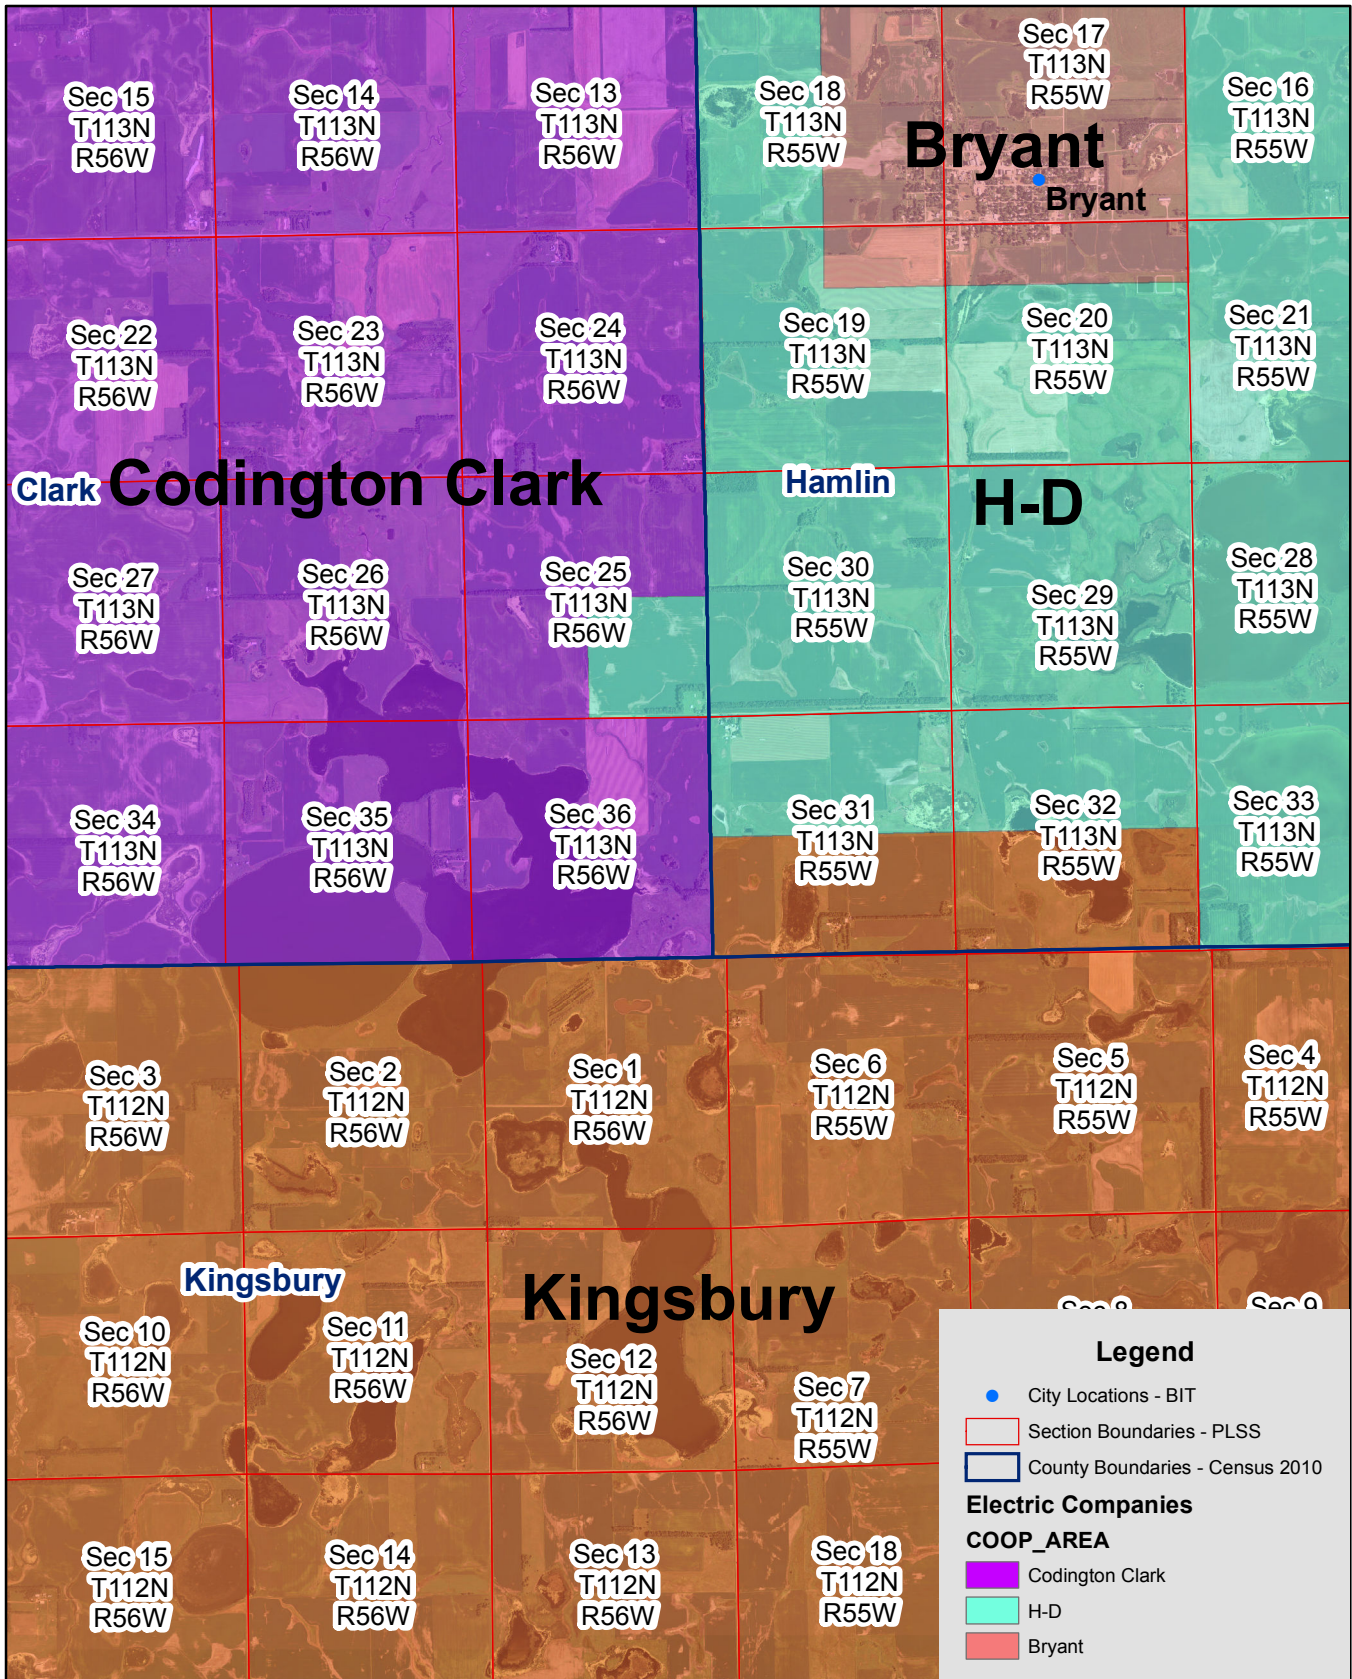 Sec 15
T113N
R56W
Sec 14
T113N
R56W
Sec 13
T113N
R56W
Sec 18
T113N
R55W
Sec 17
T113N
R55W
Sec 16
T113N
R55W
Bryant
Bryant
Sec 22
T113N
R56W
Sec 23
T113N
R56W
Sec 24
T113N
R56W
Sec 19
T113N
R55W
Sec 20
T113N
R55W
Sec 21
T113N
R55W
Clark
Codington Clark
Hamlin
H-D
Sec 27
T113N
R56W
Sec 26
T113N
R56W
Sec 25
T113N
R56W
Sec 30
T113N
R55W
Sec 29
T113N
R55W
Sec 28
T113N
R55W
Sec 34
T113N
R56W
Sec 35
T113N
R56W
Sec 36
T113N
R56W
Sec 31
T113N
R55W
Sec 32
T113N
R55W
Sec 33
T113N
R55W
Sec 3
T112N
R56W
Sec 2
T112N
R56W
Sec 1
T112N
R56W
Sec 6
T112N
R55W
Sec 5
T112N
R55W
Sec 4
T112N
R55W
Kingsbury
Kingsbury
Sec 10
T112N
R56W
Sec 11
T112N
R56W
Sec 12
T112N
R56W
Sec 7
T112N
R55W
Sec 8
Sec 9
Sec 15
T112N
R56W
Sec 14
T112N
R56W
Sec 13
T112N
R56W
Sec 18
T112N
R55W
Legend
City Locations - BIT
Section Boundaries - PLSS
County Boundaries - Census 2010
Electric Companies
COOP_AREA
Codington Clark
H-D
Bryant